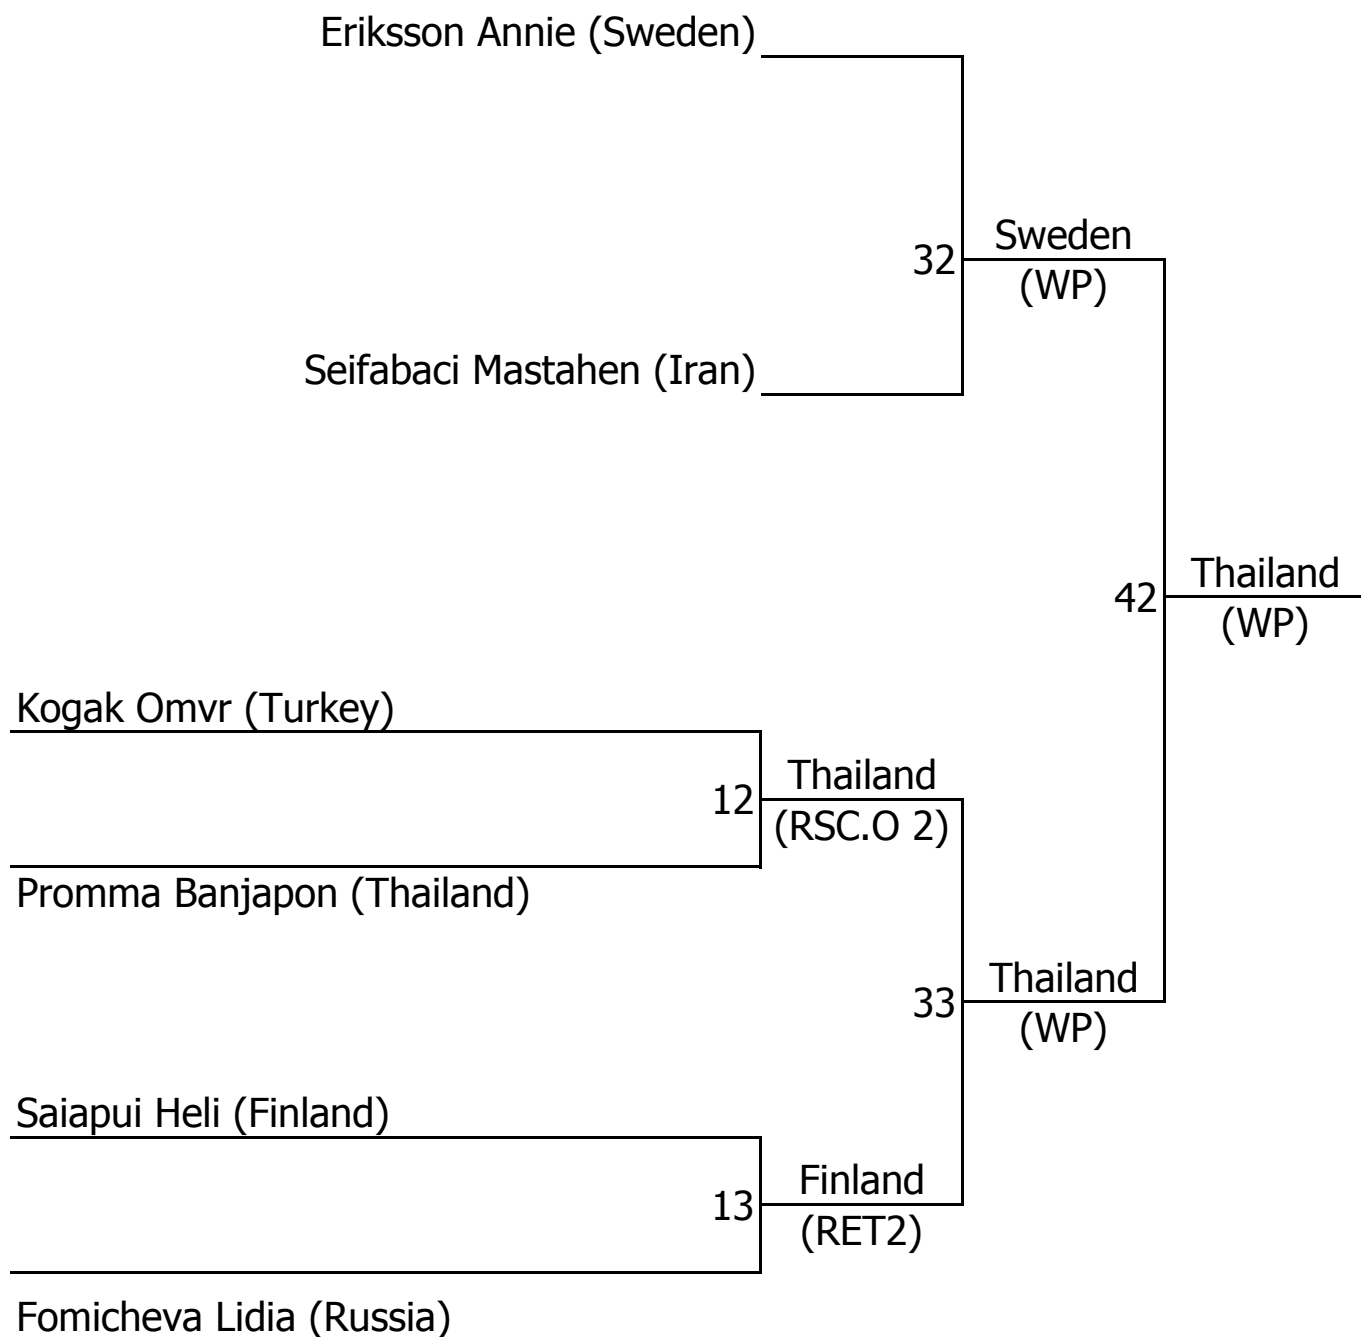 Eriksson Annie (Sweden)
32
Sweden
(WP)
Seifabaci Mastahen (Iran)
42
Thailand
(WP)
Kogak Omvr (Turkey)
12
Thailand
(RSC.O 2)
Promma Banjapon (Thailand)
33
Thailand
(WP)
Saiapui Heli (Finland)
13
Finland
(RET2)
Fomicheva Lidia (Russia)